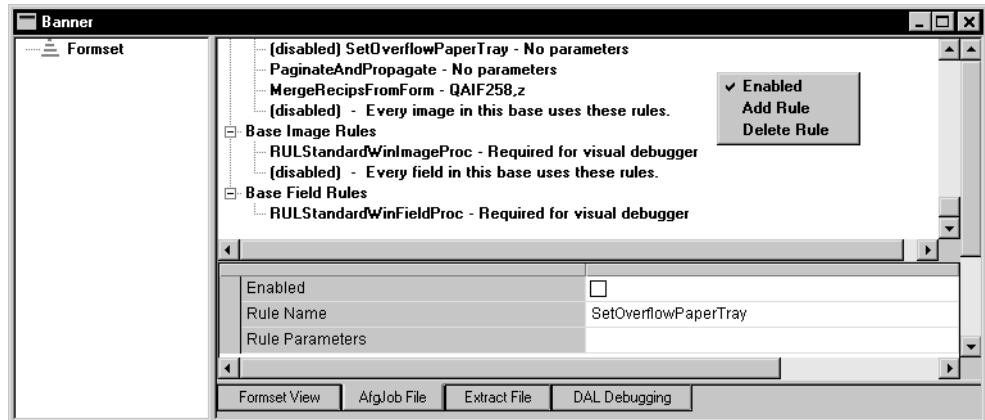 Banner
Formset
(disabled) SetOverflowPaperTray - No parameters
PaginateAndPropagate - No parameters
MergeRecipsFromForm - QAIF258,z
(disabled)  -  Every image in this base uses these rules.
Base Image Rules
RULStandardWinImageProc - Required for visual debugger
(disabled)  -  Every field in this base uses these rules.
Base Field Rules
RULStandardWinFieldProc - Required for visual debugger
Enabled
Add Rule
Delete Rule
Enabled
Rule Name SetOverflowPaperTray
Rule Parameters
Formset View AfgJob File Extract File DAL Debugging